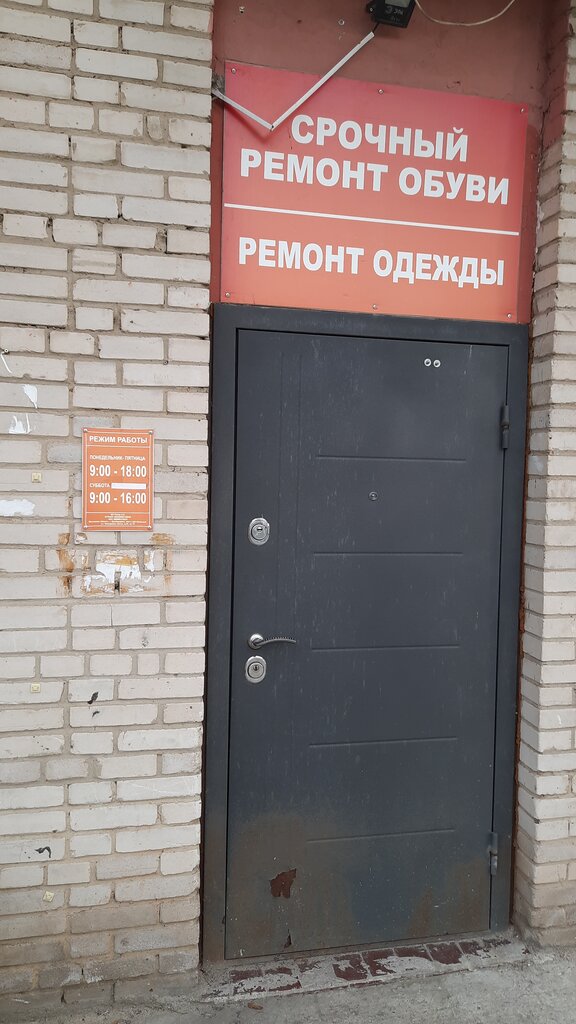 СРОЧНЫЙ
РЕМОНТ ОБУВИ
РЕМОНТ ОДЕЖДЫ
РЕЖИМ РАБОТЫ
ПОНЕДЕЛЬНИК-ПЯТНИЦА
9:00 - 18:00
СУББОТА
9:00 - 16:00